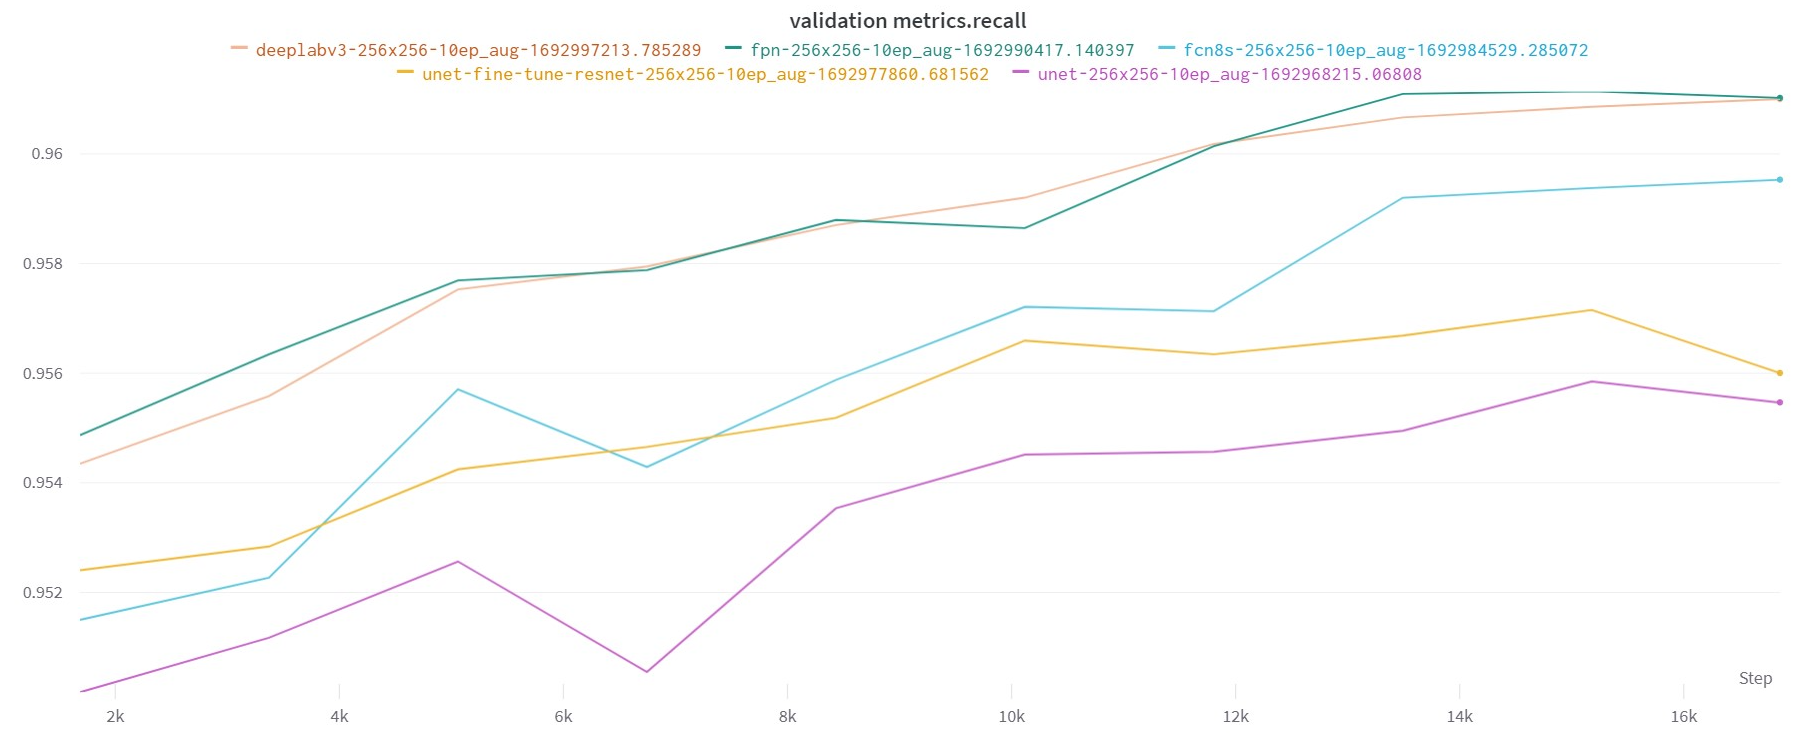 validation metrics.recall
deeplabv3-256x256-10ep_aug-1692997213.785289 fpn-256x256-10ep_aug-1692990417.140397 fcn8s-256x256-10ep_aug-1692984529.285072
unet-fine-tune-resnet-256x256-10ep_aug-1692977860.681562 unet-256x256-10ep_aug-1692968215.06808
0.96
0.958
0.956
0.954
0.952
Step
2k 4k 6k 8k 10k 12k 14k 16k